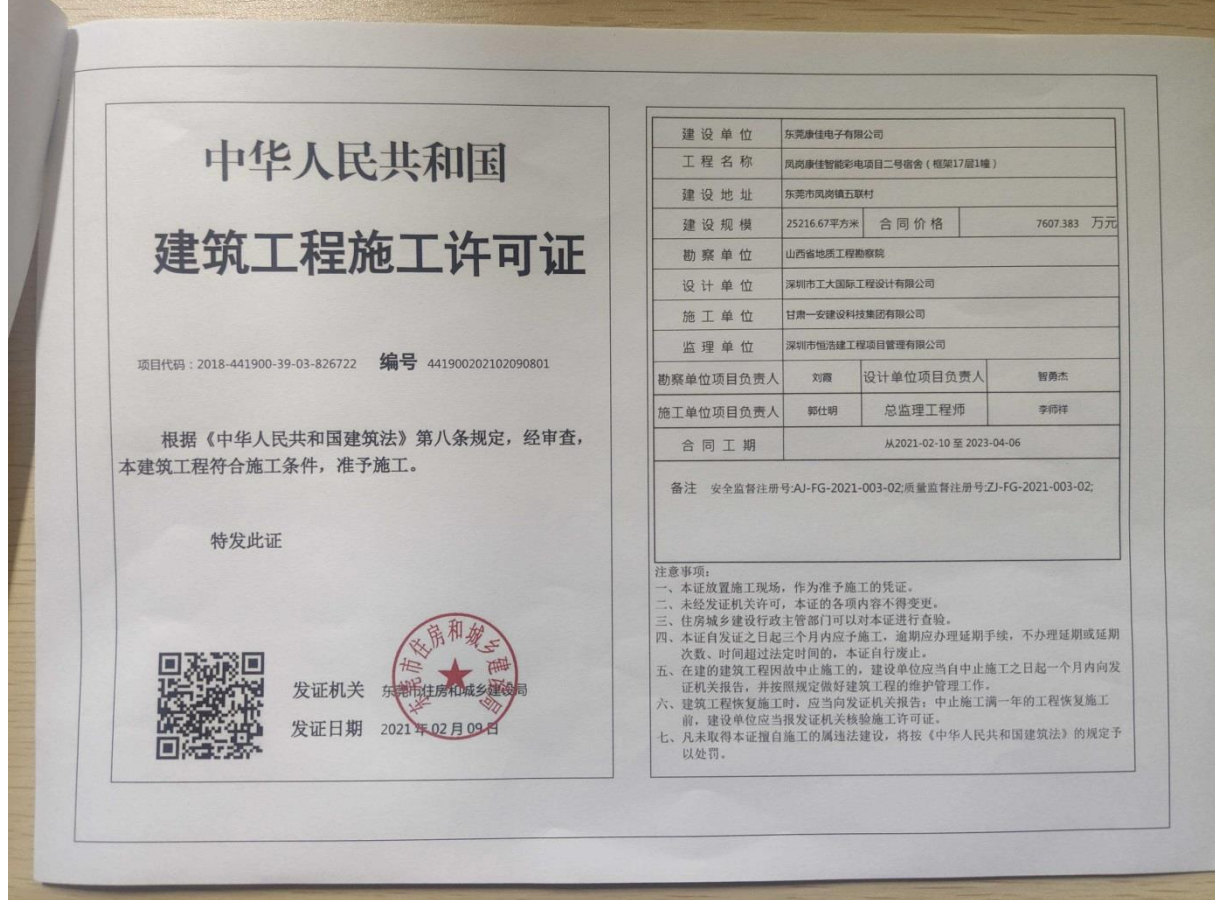 中华人民共和国
建筑工程施工许可证
项目代码：2018-441900-39-03-826722 编号 441900202102090801
根据《中华人民共和国建筑法》第八条规定，经审查，
本建筑工程符合施工条件，准予施工。
特发此证
东莞市住房和城乡建设局
发证机关 东莞市住房和城乡建设局
发证日期 2021年02月09日
建设单位 东莞康佳电子有限公司
工程名称 凤岗康佳智能彩电项目二号宿舍（框架17层1幢）
建设地址 东莞市凤岗镇五联村
建设规模 25216.67平方米 合同价格 7607.383 万元
勘察单位 山西省地质工程勘察院
设计单位 深圳市工大国际工程设计有限公司
施工单位 甘肃一安建设科技集团有限公司
监理单位 深圳市恒浩建工程项目管理有限公司
勘察单位项目负责人 刘霞 设计单位项目负责人 智勇杰
施工单位项目负责人 郭仕明 总监理工程师 李师祥
合同工期 从2021-02-10 至 2023-04-06
备注 安全监督注册号:AJ-FG-2021-003-02;质量监督注册号:ZJ-FG-2021-003-02;
注意事项：
一、本证放置施工现场，作为准予施工的凭证。
二、未经发证机关许可，本证的各项内容不得变更。
三、住房城乡建设行政主管部门可以对本证进行查验。
四、本证自发证之日起三个月内应予施工，逾期应办理延期手续，不办理延期或延期
次数、时间超过法定时间的，本证自行废止。
五、在建的建筑工程因故中止施工的，建设单位应当自中止施工之日起一个月内向发
证机关报告，并按照规定做好建筑工程的维护管理工作。
六、建筑工程恢复施工时，应当向发证机关报告；中止施工满一年的工程恢复施工
前，建设单位应当报发证机关核验施工许可证。
七、凡未取得本证擅自施工的属违法建设，将按《中华人民共和国建筑法》的规定予
以处罚。